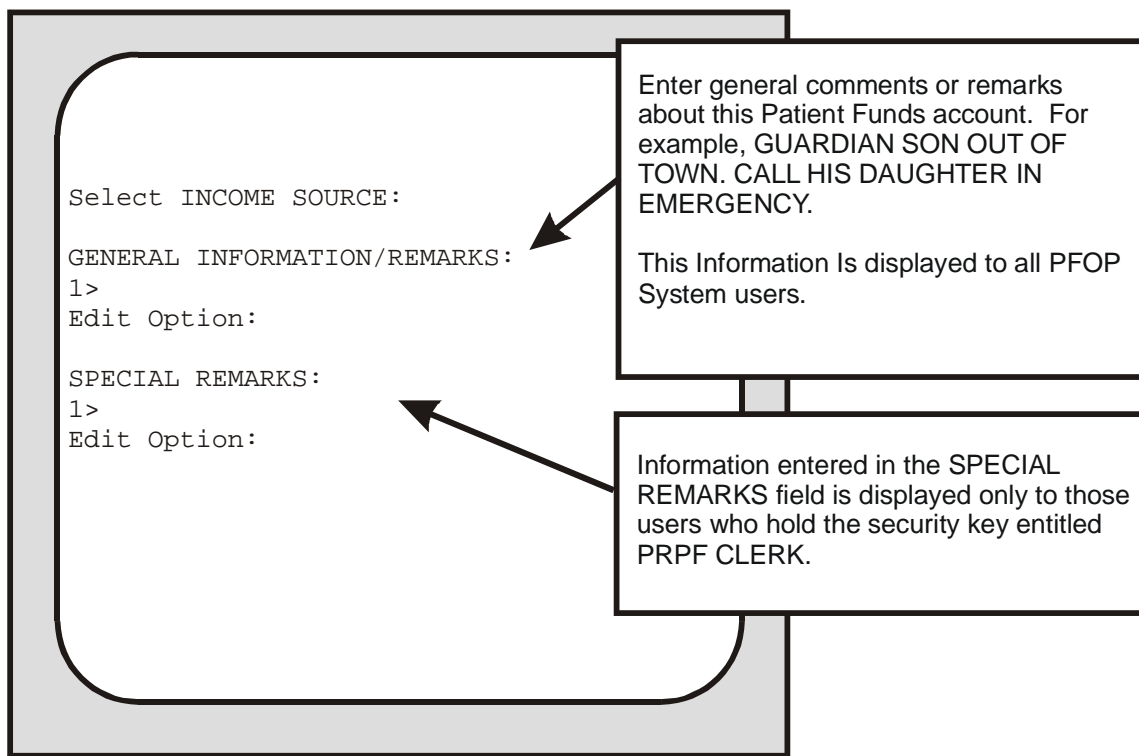 Select INCOME SOURCE:
GENERAL INFORMATION/REMARKS:
1>
Edit Option:
SPECIAL REMARKS:
1>
Edit Option:
Enter general comments or remarks
about this Patient Funds account.  For
example, GUARDIAN SON OUT OF
TOWN. CALL HIS DAUGHTER IN
EMERGENCY.
This Information Is displayed to all PFOP
System users.
Information entered in the SPECIAL
REMARKS field is displayed only to those
users who hold the security key entitled
PRPF CLERK.